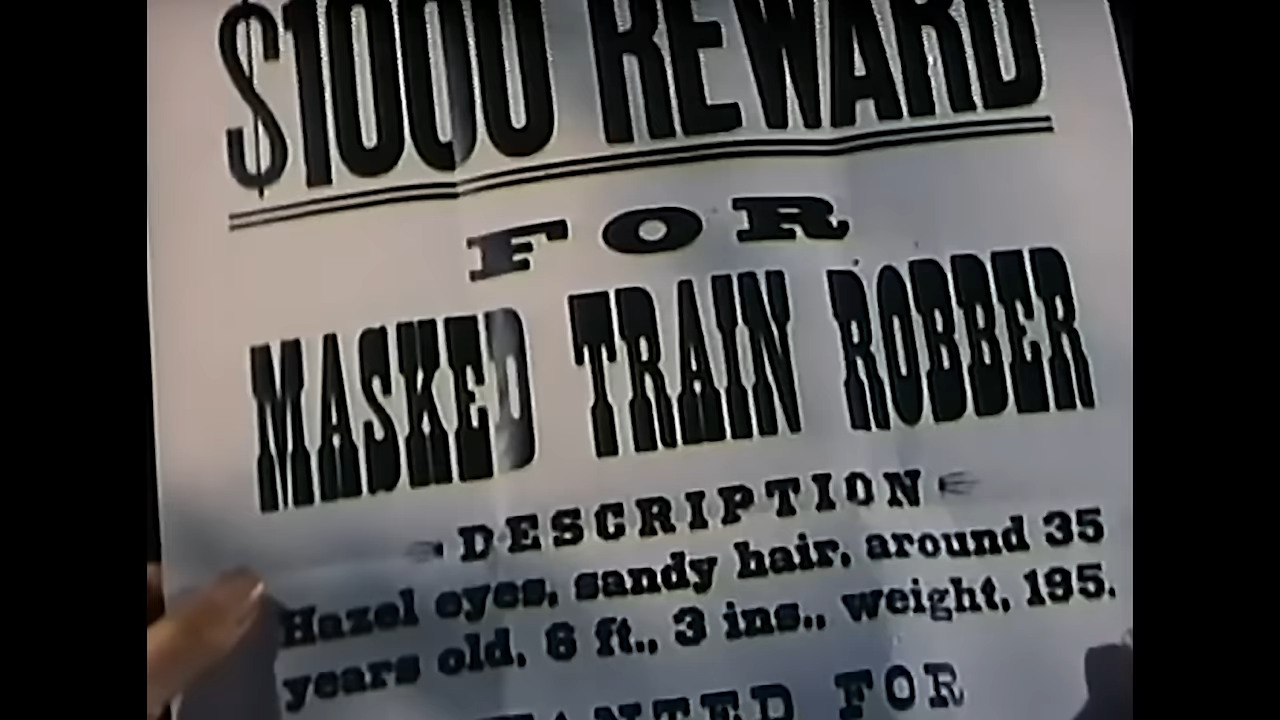 $1000 REWARD
FOR
MASKED TRAIN ROBBER
DESCRIPTION
Hazel eyes, sandy hair, around 35
years old, 6 ft., 3 ins., weight, 195.
WANTED FOR